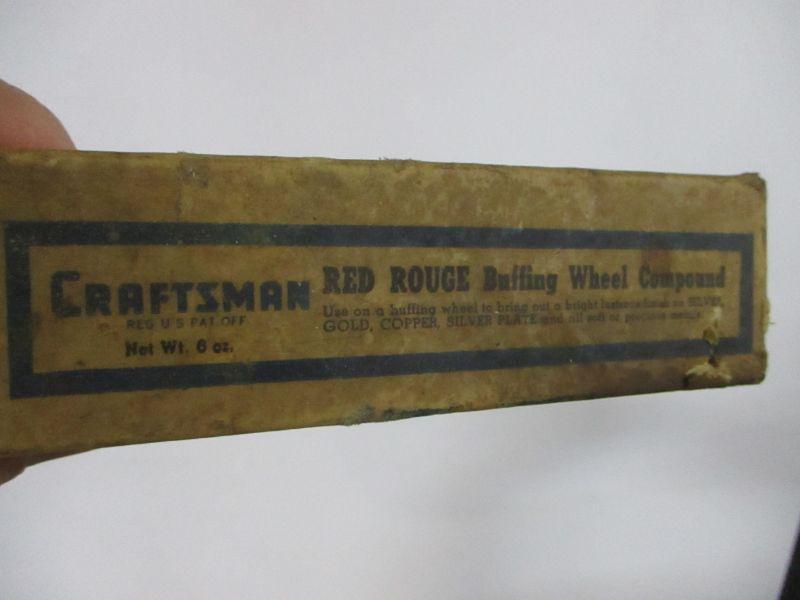 CRAFTSMAN
REG U S PAT. OFF
Net Wt. 6 oz.
RED ROUGE Buffing Wheel Compound
Use on a buffing wheel to bring out a bright lustrous finish on SILVER,
GOLD, COPPER, SILVER PLATE and all soft or precious metals.